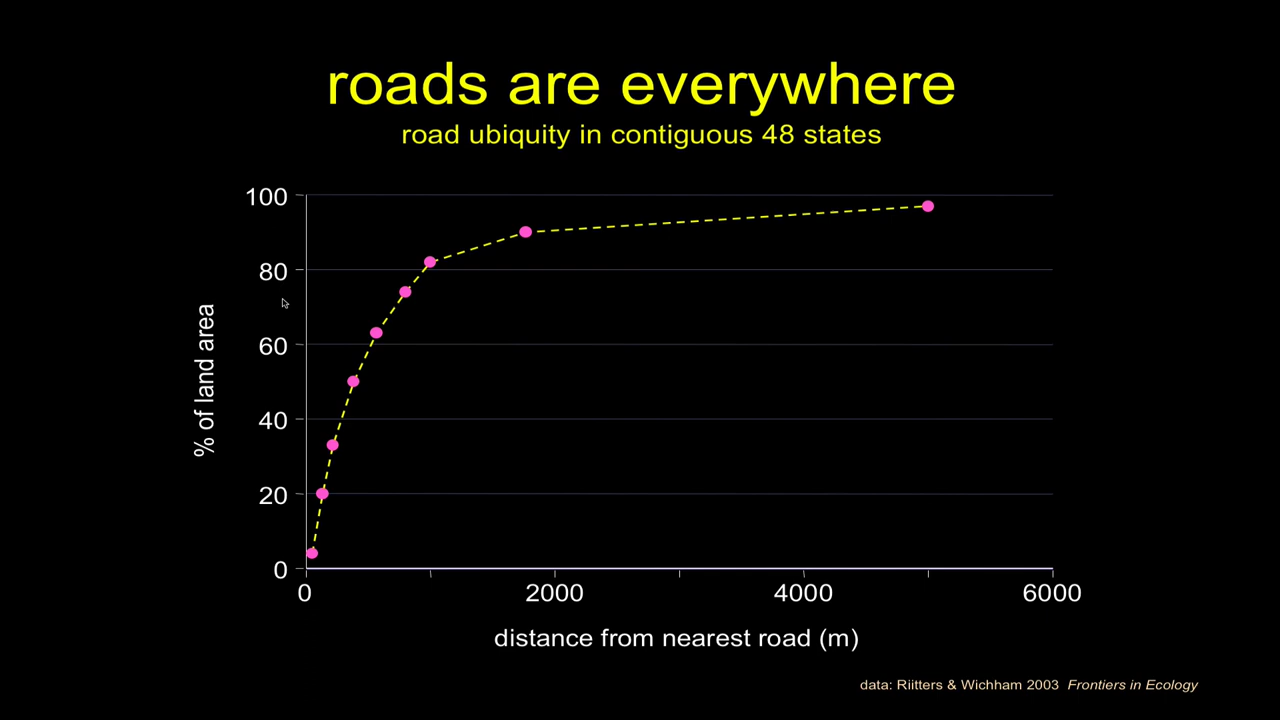 roads are everywhere
road ubiquity in contiguous 48 states
100
80
60
40
20
0
% of land area
0 2000 4000 6000
distance from nearest road (m)
data: Riitters & Wichham 2003 Frontiers in Ecology